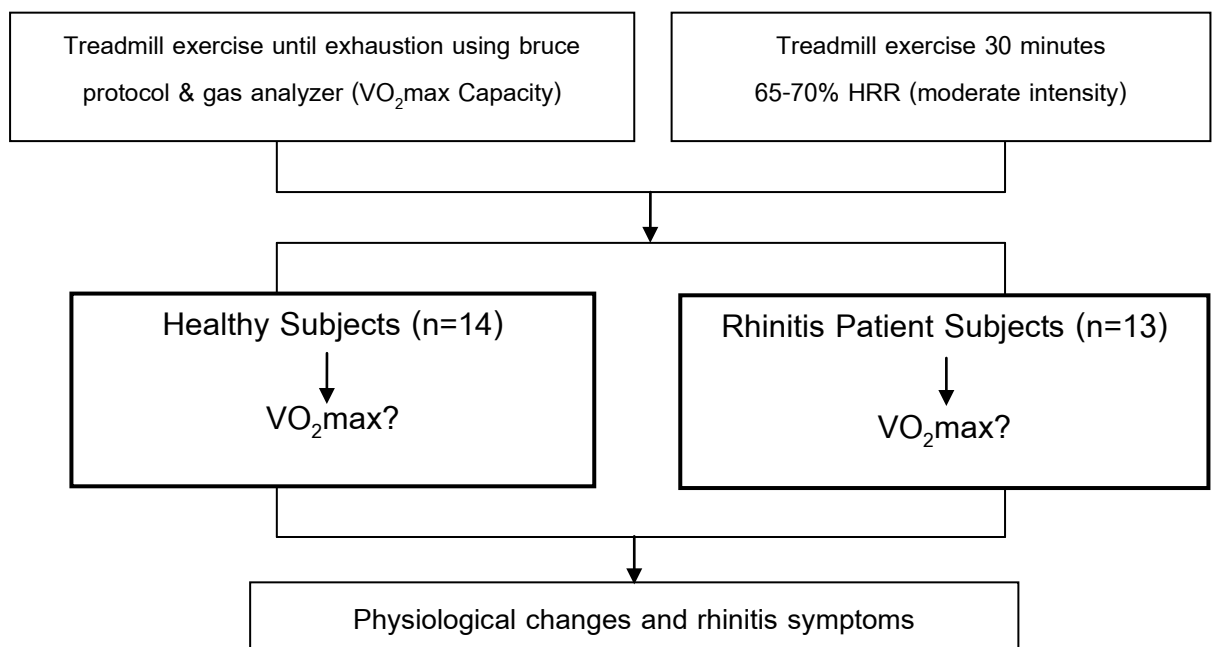 Treadmill exercise until exhaustion using bruce
protocol & gas analyzer (VO₂max Capacity)
Treadmill exercise 30 minutes
65-70% HRR (moderate intensity)
Healthy Subjects (n=14)
VO₂max?
Rhinitis Patient Subjects (n=13)
VO₂max?
Physiological changes and rhinitis symptoms